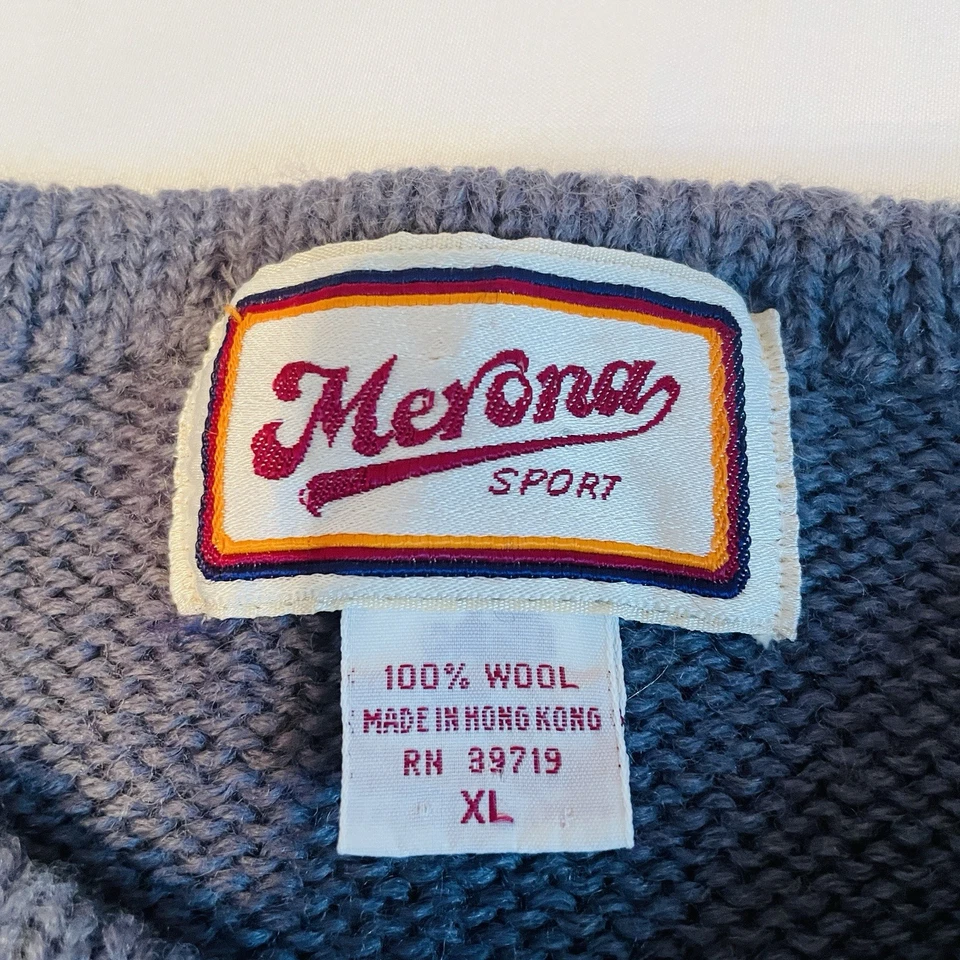 Merona
SPORT
100% WOOL
MADE IN HONG KONG
RN 39719
XL